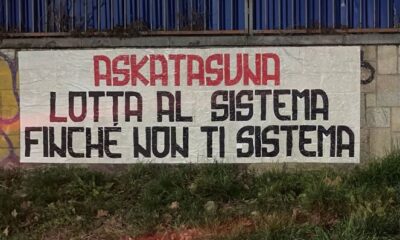 ASKATASUNA
LOTTA AL SISTEMA
FINCHÉ NON TI SISTEMA